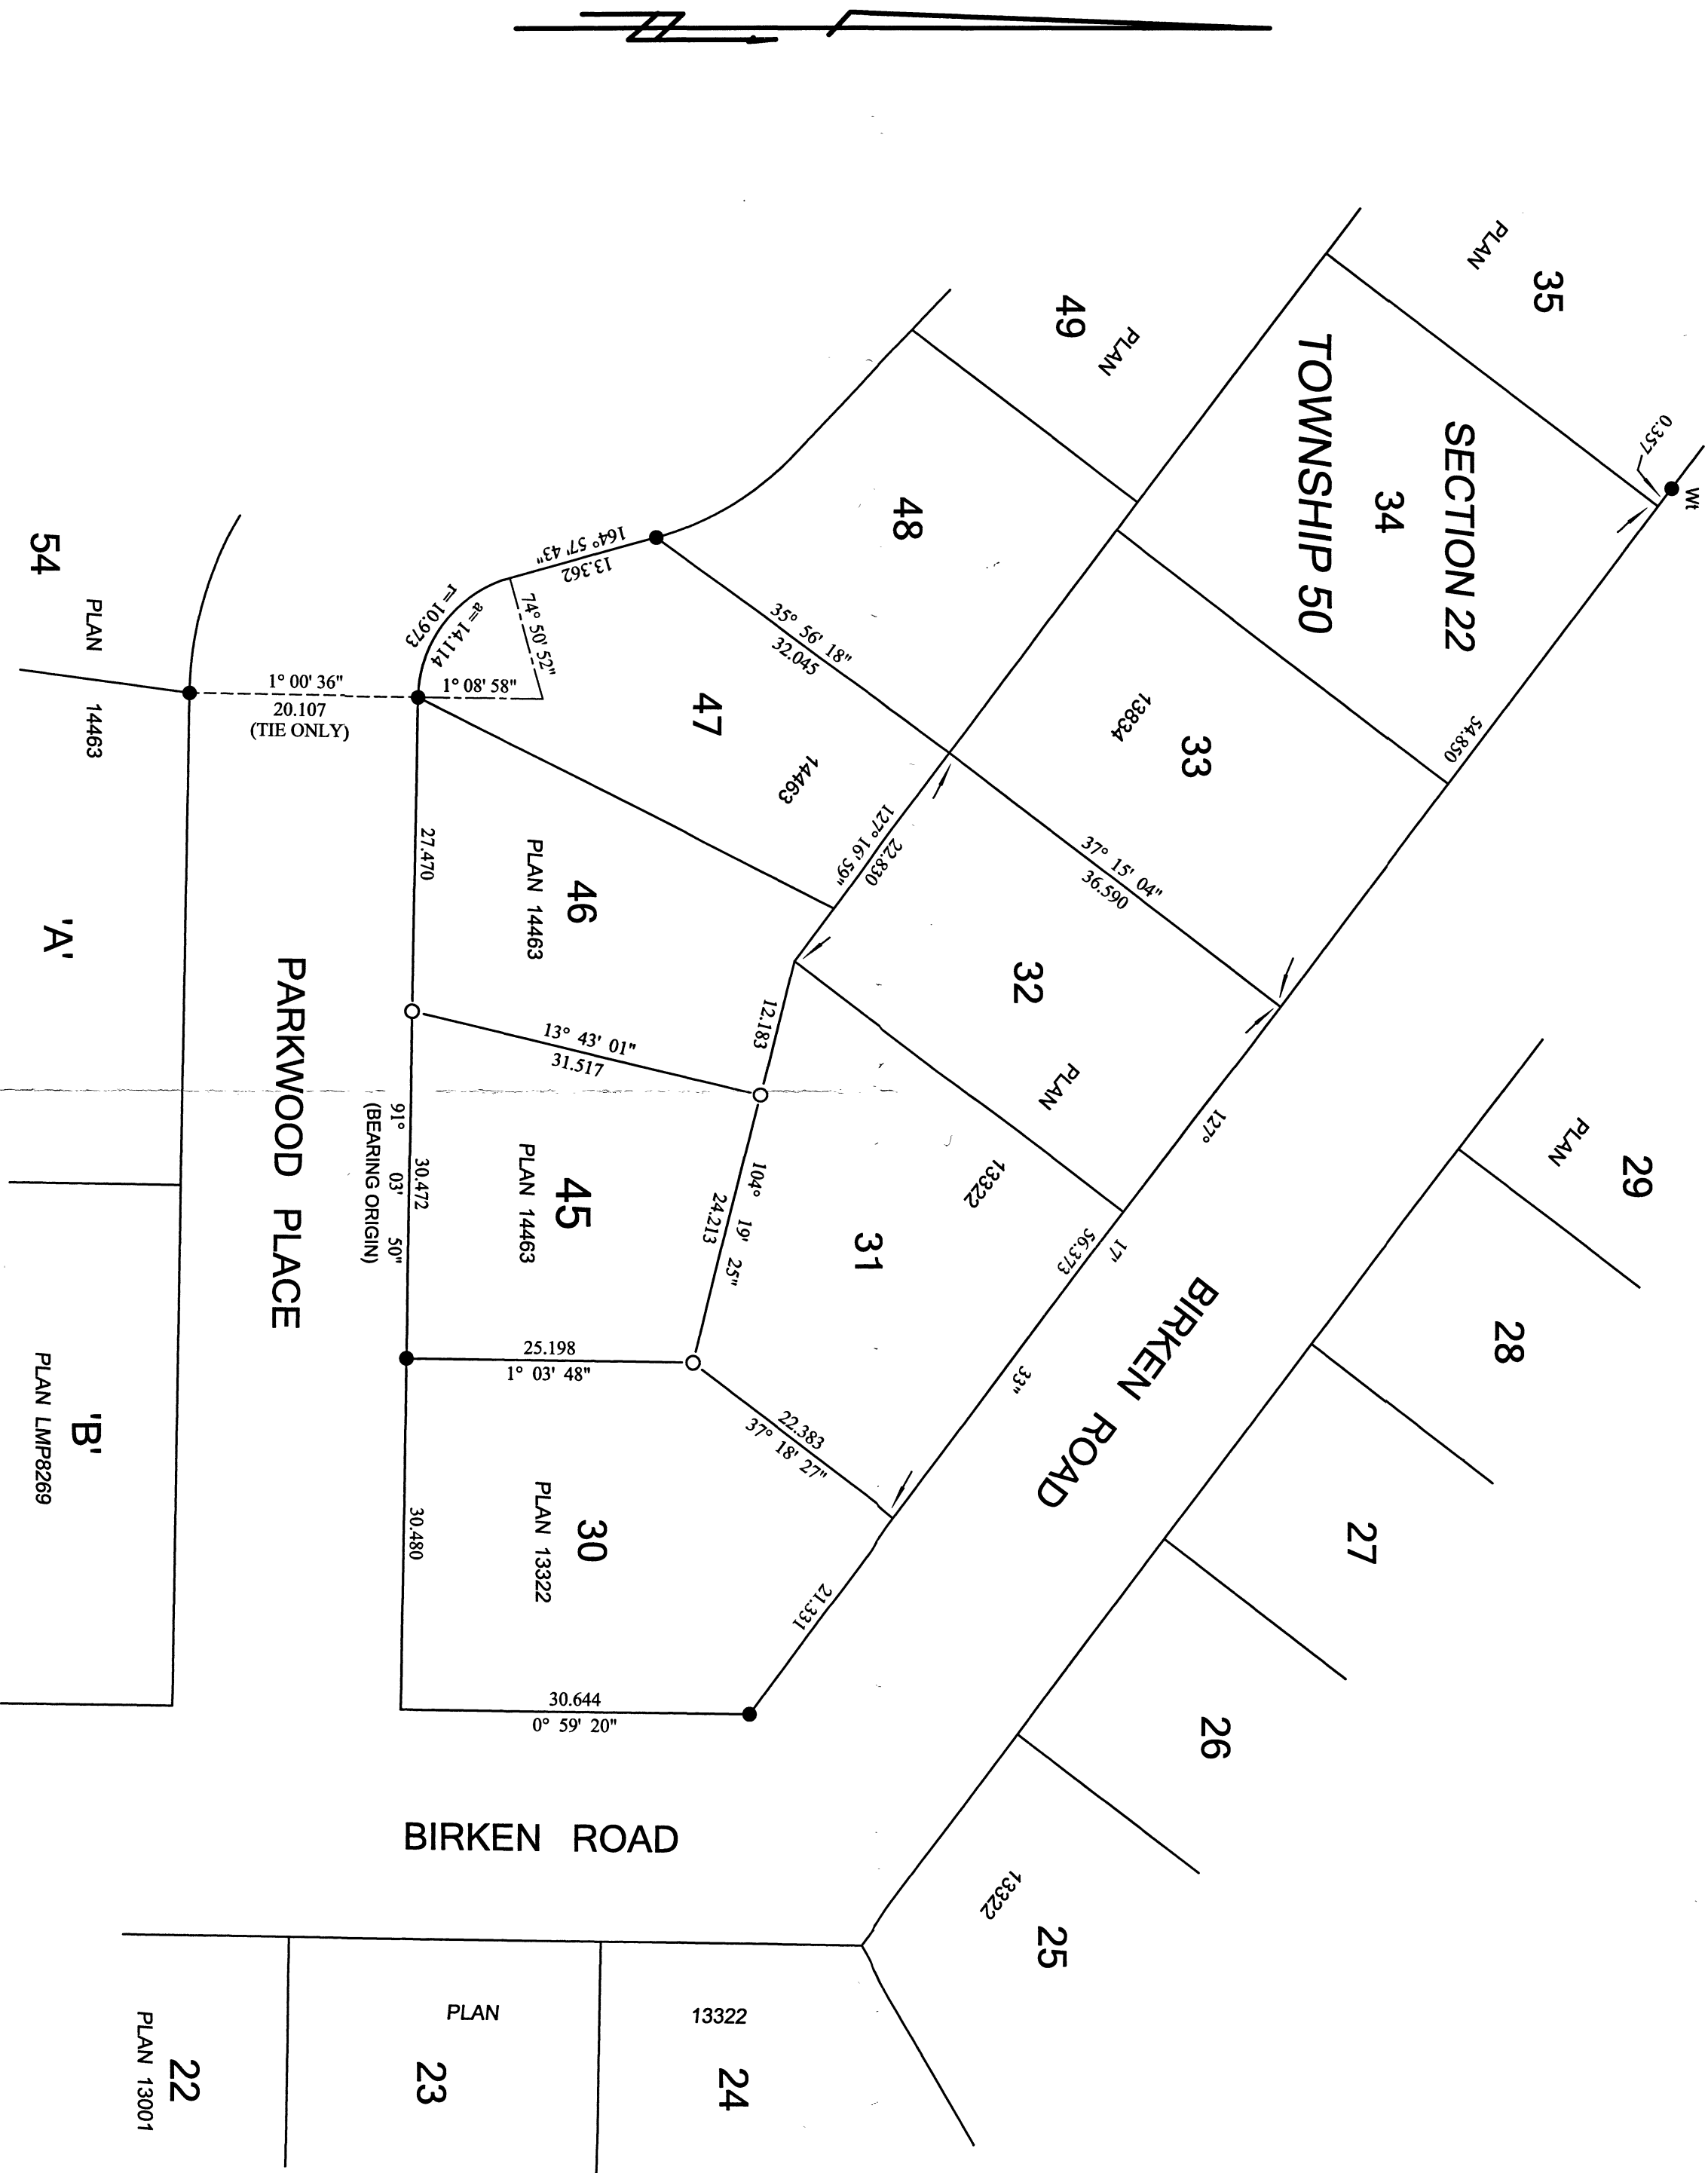 N
35
PLAN
0.357
Wt
SECTION 22
34
TOWNSHIP 50
49
PLAN
48
164° 57' 43"
13.362
74° 50' 52"
a= 14.114
r= 10.973
1° 08' 58"
35° 56' 18"
32.045
47
14463
33
13834
54.850
37° 15' 04"
36.590
22.830
127° 16' 59"
54
PLAN
14463
1° 00' 36"
20.107
(TIE ONLY)
27.470
46
PLAN 14463
32
PLAN
13322
12.183
13° 43' 01"
31.517
'A'
PARKWOOD PLACE
30.472
91° 03' 50"
(BEARING ORIGIN)
45
PLAN 14463
104° 19' 25"
24.213
31
127° 17' 33"
56.373
BIRKEN ROAD
29
PLAN
28
27
26
25
13322
25.198
1° 03' 48"
22.383
37° 18' 27"
'B'
PLAN LMP8269
30.480
30
PLAN 13322
21.331
30.644
0° 59' 20"
BIRKEN ROAD
22
PLAN 13001
PLAN
23
13322
24